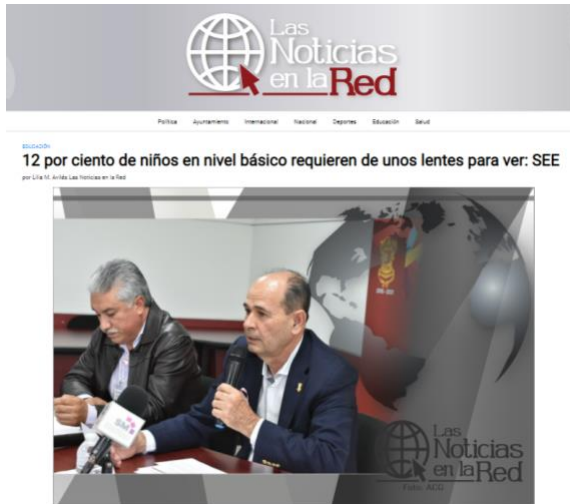 Las
Noticias
en la Red
Política Ayuntamiento Internacional Nacional Deportes Educación Salud
EDUCACIÓN
12 por ciento de niños en nivel básico requieren de unos lentes para ver: SEE
por Lilia M. Avilés Las Noticias en la Red
SM
Las
Noticias
en la Red
Foto: ACG